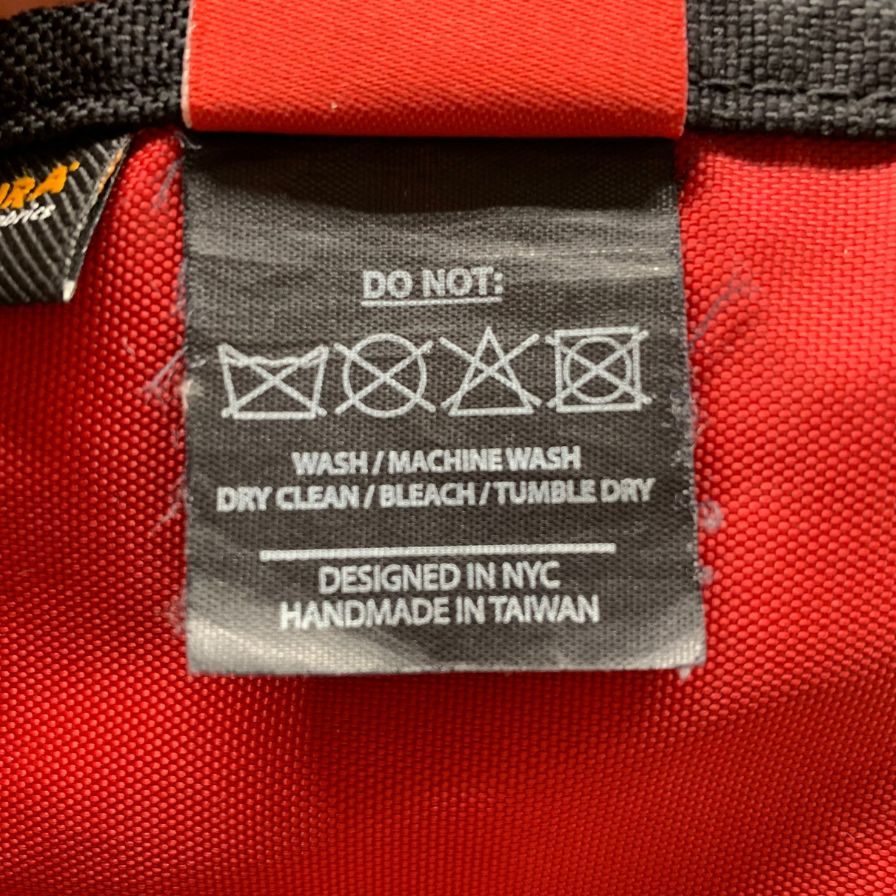 DO NOT:
WASH / MACHINE WASH
DRY CLEAN / BLEACH / TUMBLE DRY
DESIGNED IN NYC
HANDMADE IN TAIWAN